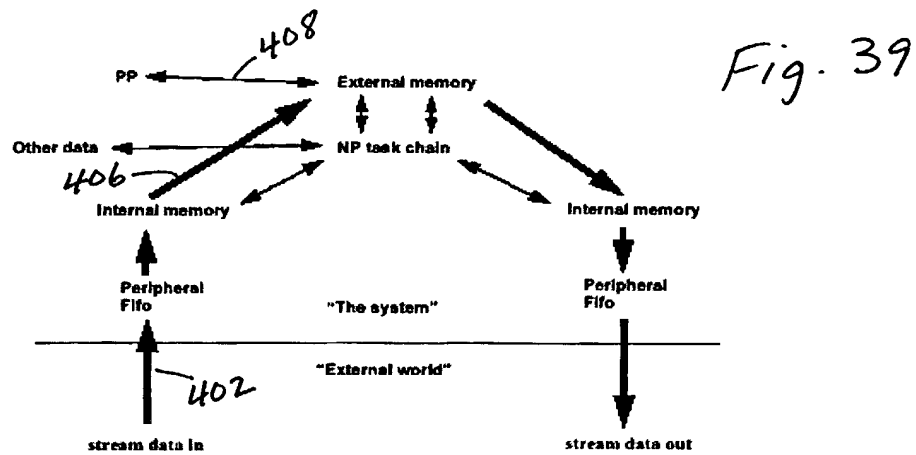 408
Fig. 39
PP
External memory
Other data
NP task chain
406
Internal memory
Internal memory
Peripheral
Fifo
Peripheral
Fifo
"The system"
"External world"
402
stream data in
stream data out